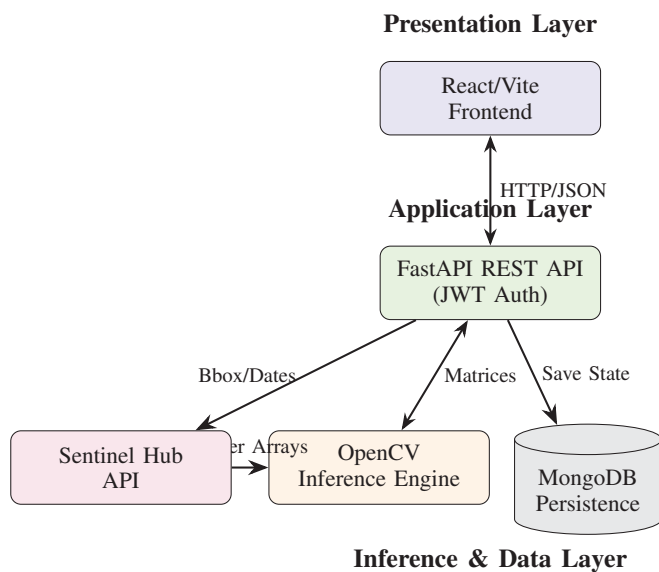 Presentation Layer
React/Vite
Frontend
HTTP/JSON
Application Layer
FastAPI REST API
(JWT Auth)
Bbox/Dates
Matrices
Save State
Sentinel Hub
API
Arrays
OpenCV
Inference Engine
MongoDB
Persistence
Inference & Data Layer